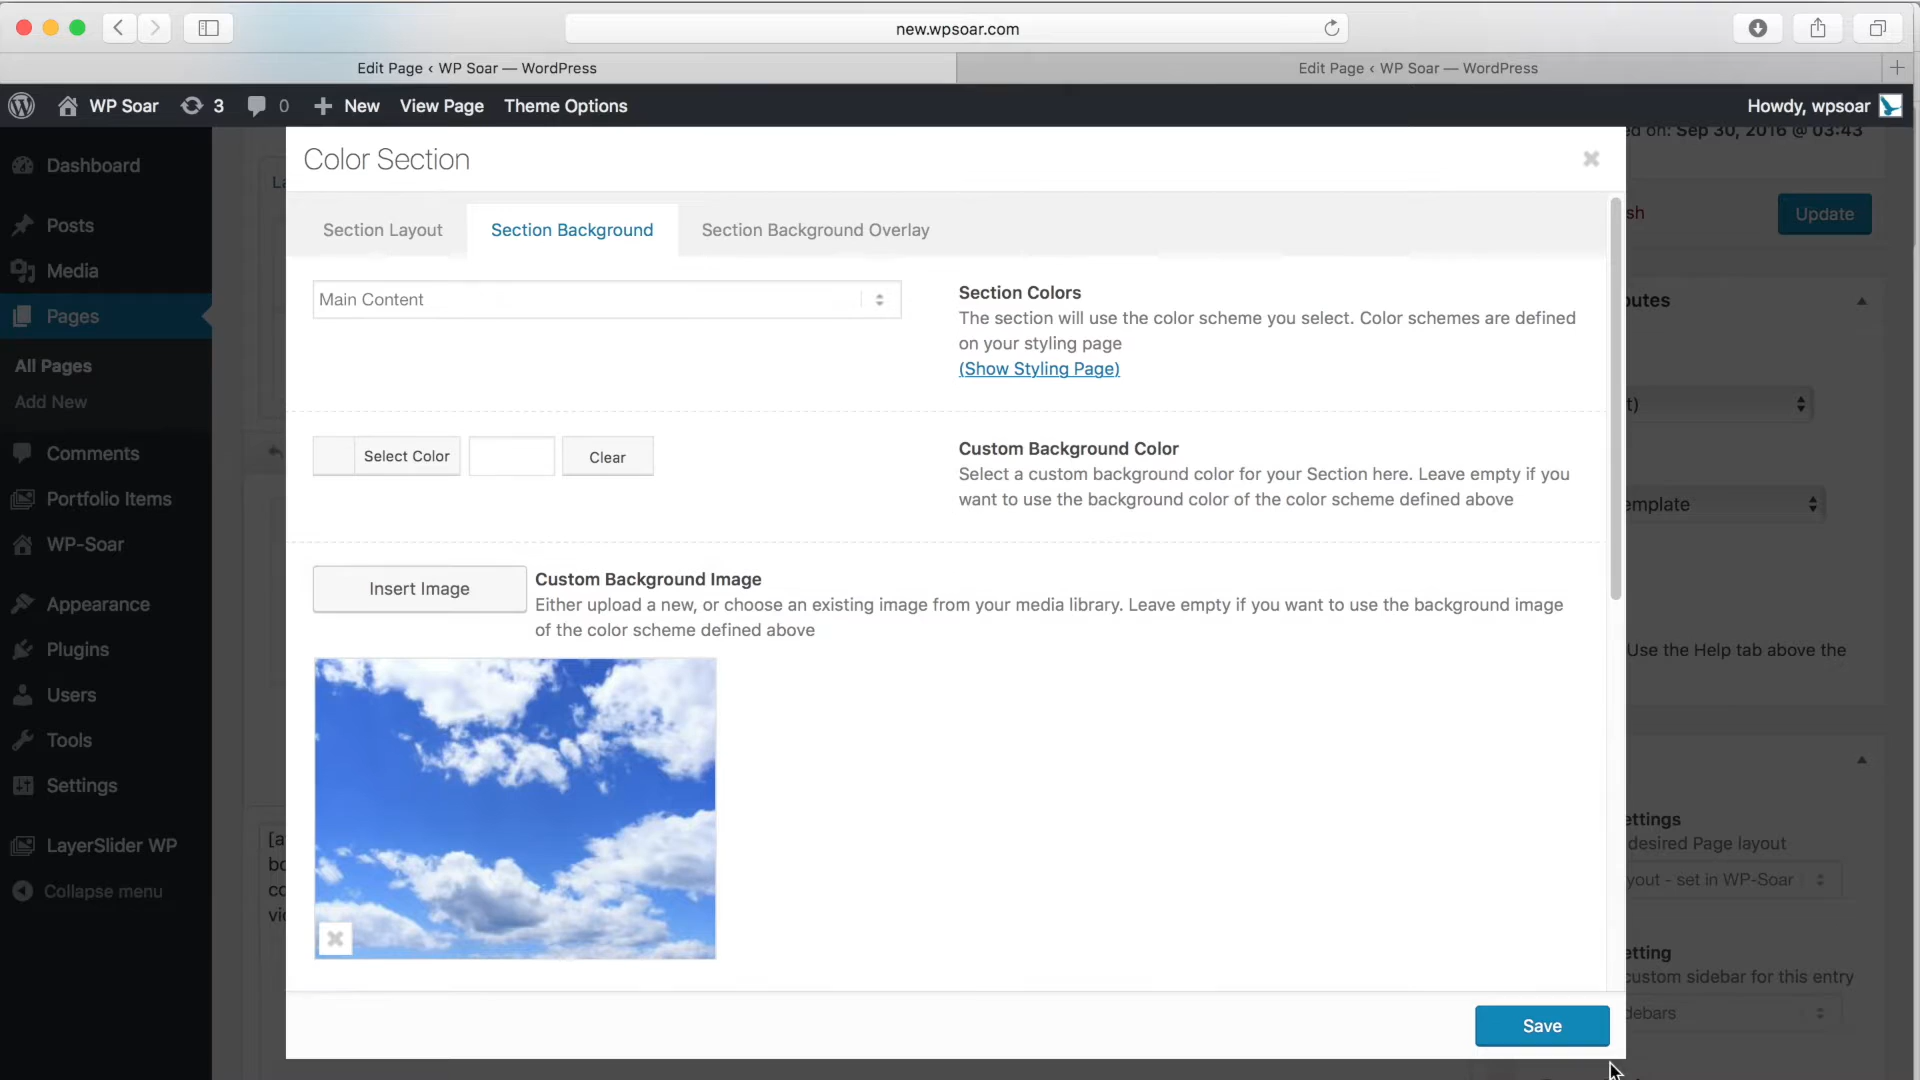 new.wpsoar.com
Edit Page ‹ WP Soar — WordPress
Edit Page ‹ WP Soar — WordPress
WP Soar
3
0
New
View Page
Theme Options
Howdy, wpsoar
Dashboard
Posts
Media
Pages
All Pages
Add New
Comments
Portfolio Items
WP-Soar
Appearance
Plugins
Users
Tools
Settings
LayerSlider WP
Collapse menu
Color Section
Section Layout
Section Background
Section Background Overlay
Main Content
Section Colors
The section will use the color scheme you select. Color schemes are defined
on your styling page
(Show Styling Page)
Select Color
Clear
Custom Background Color
Select a custom background color for your Section here. Leave empty if you
want to use the background color of the color scheme defined above
Insert Image
Custom Background Image
Either upload a new, or choose an existing image from your media library. Leave empty if you want to use the background image
of the color scheme defined above
Save
ed on: Sep 30, 2016 @ 03:43
sh
Update
butes
t)
emplate
Use the Help tab above the
ettings
desired Page layout
yout - set in WP-Soar
etting
custom sidebar for this entry
debars